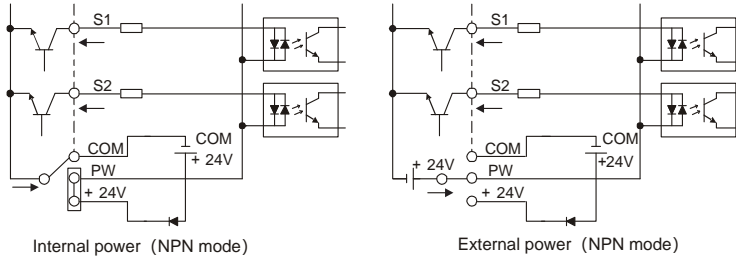 S1
S2
COM
COM
+ 24V
PW
+ 24V
Internal power (NPN mode)
S1
S2
COM
COM
+ 24V
+24V
PW
+ 24V
External power (NPN mode)